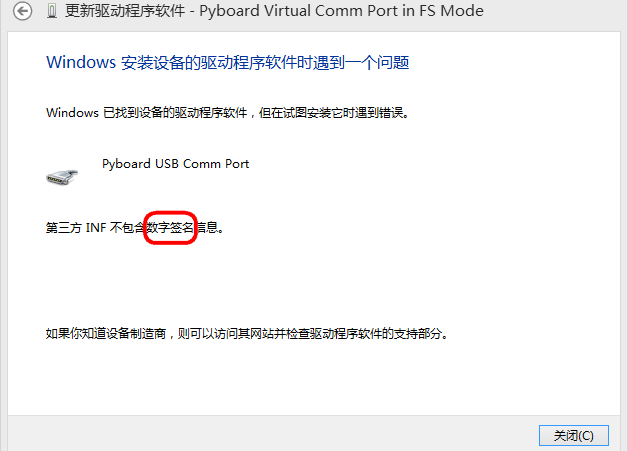 更新驱动程序软件 - Pyboard Virtual Comm Port in FS Mode
Windows 安装设备的驱动程序软件时遇到一个问题
Windows 已找到设备的驱动程序软件，但在试图安装它时遇到错误。
Pyboard USB Comm Port
第三方 INF 不包含数字签名信息。
如果你知道设备制造商，则可以访问其网站并检查驱动程序软件的支持部分。
关闭(C)